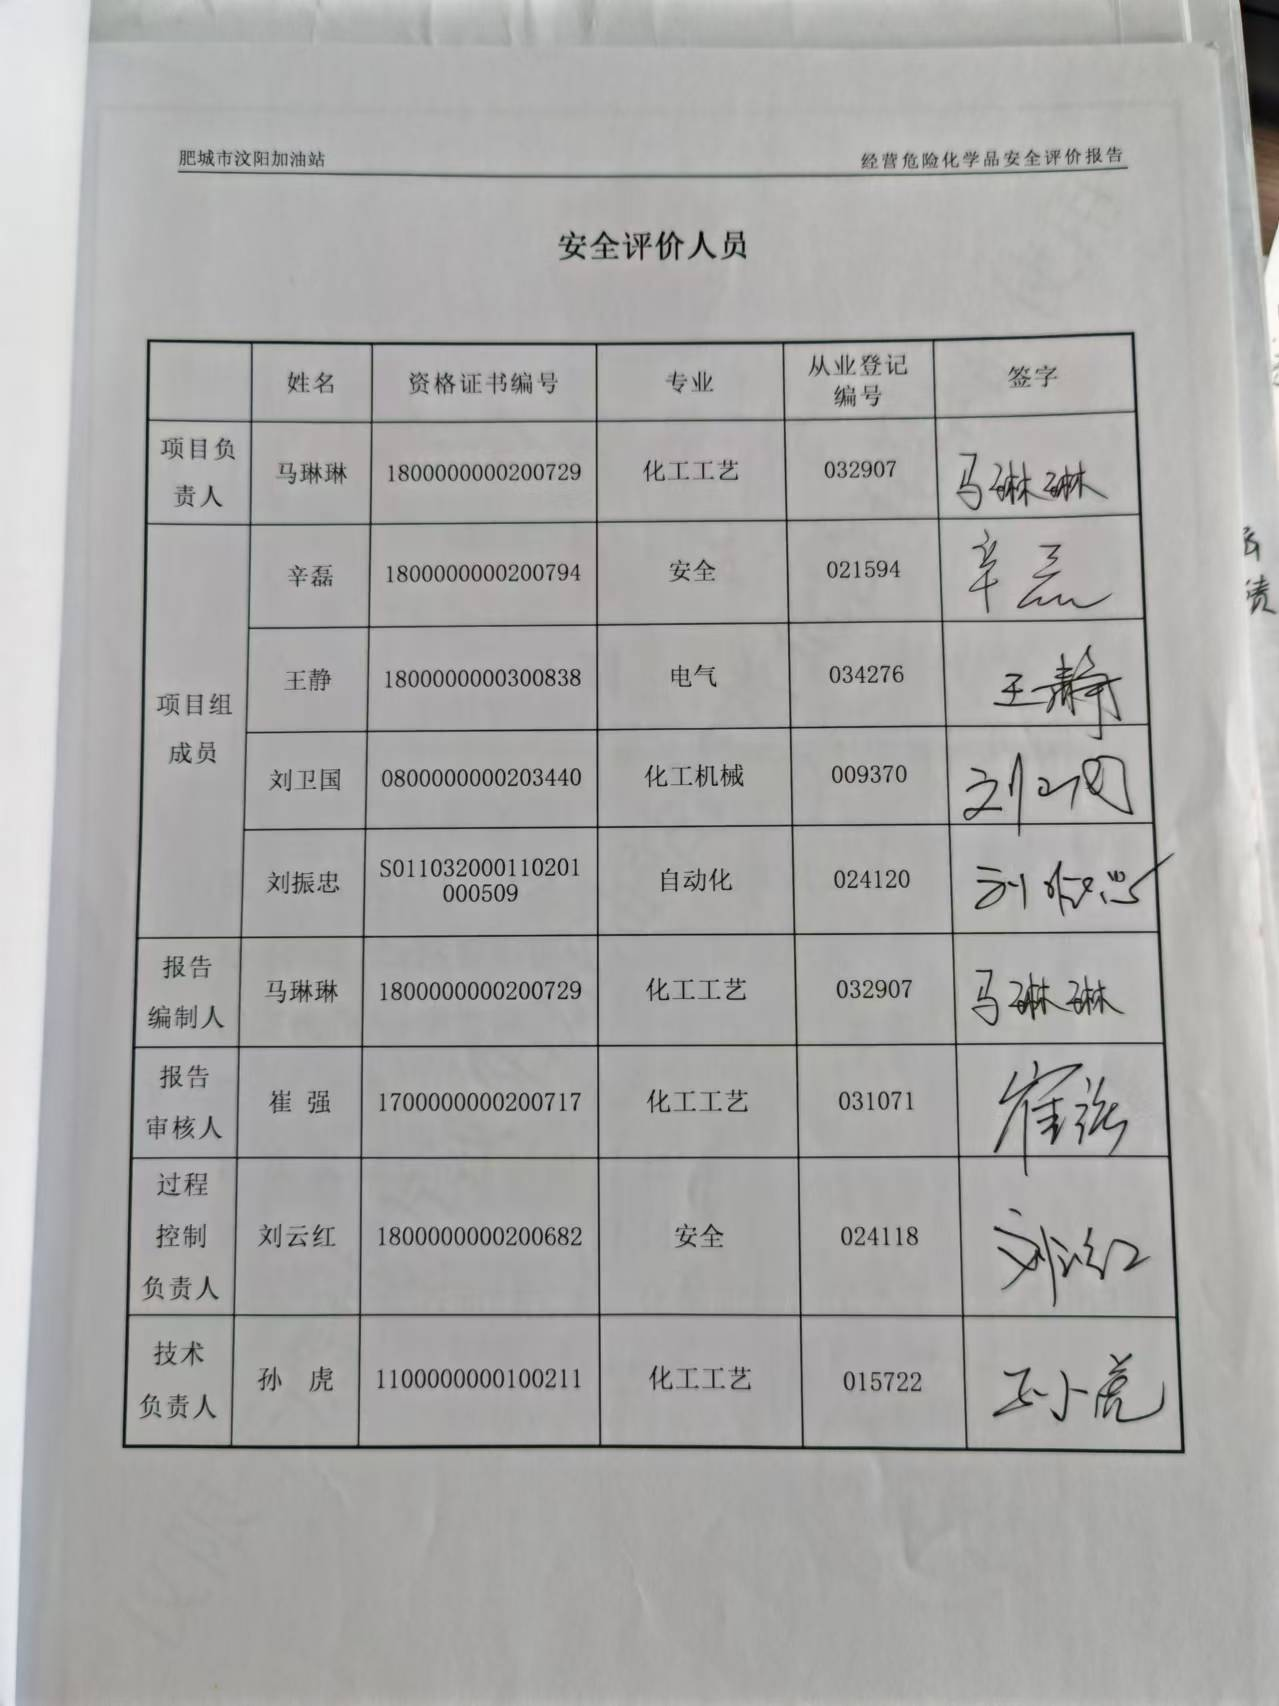 肥城市汶阳加油站 经营危险化学品安全评价报告
安全评价人员
姓名 资格证书编号 专业 从业登记 签字
编号
项目负
责人 马琳琳 1800000000200729 化工工艺 032907 马琳琳
项目组
成员
辛磊 1800000000200794 安全 021594 辛磊
王静 1800000000300838 电气 034276 王静
刘卫国 0800000000203440 化工机械 009370 刘卫国
刘振忠 S011032000110201 自动化 024120 刘振忠
000509
报告
编制人 马琳琳 1800000000200729 化工工艺 032907 马琳琳
报告
审核人 崔 强 1700000000200717 化工工艺 031071 崔强
过程
控制 刘云红 1800000000200682 安全 024118 刘云红
负责人
技术
负责人 孙 虎 1100000000100211 化工工艺 015722